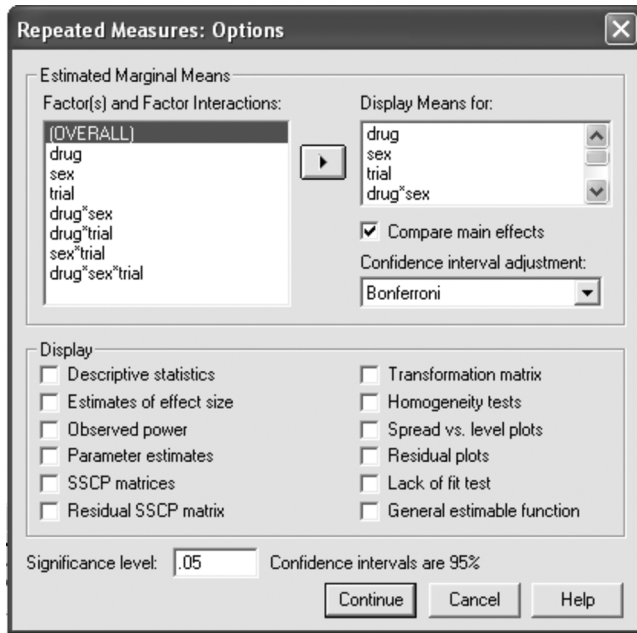 Repeated Measures: Options
Estimated Marginal Means
Factor(s) and Factor Interactions:
(OVERALL)
drug
sex
trial
drug*sex
drug*trial
sex*trial
drug*sex*trial
Display Means for:
drug
sex
trial
drug*sex
Compare main effects
Confidence interval adjustment:
Bonferroni
Display
Descriptive statistics
Estimates of effect size
Observed power
Parameter estimates
SSCP matrices
Residual SSCP matrix
Transformation matrix
Homogeneity tests
Spread vs. level plots
Residual plots
Lack of fit test
General estimable function
Significance level: .05 Confidence intervals are 95%
Continue Cancel Help